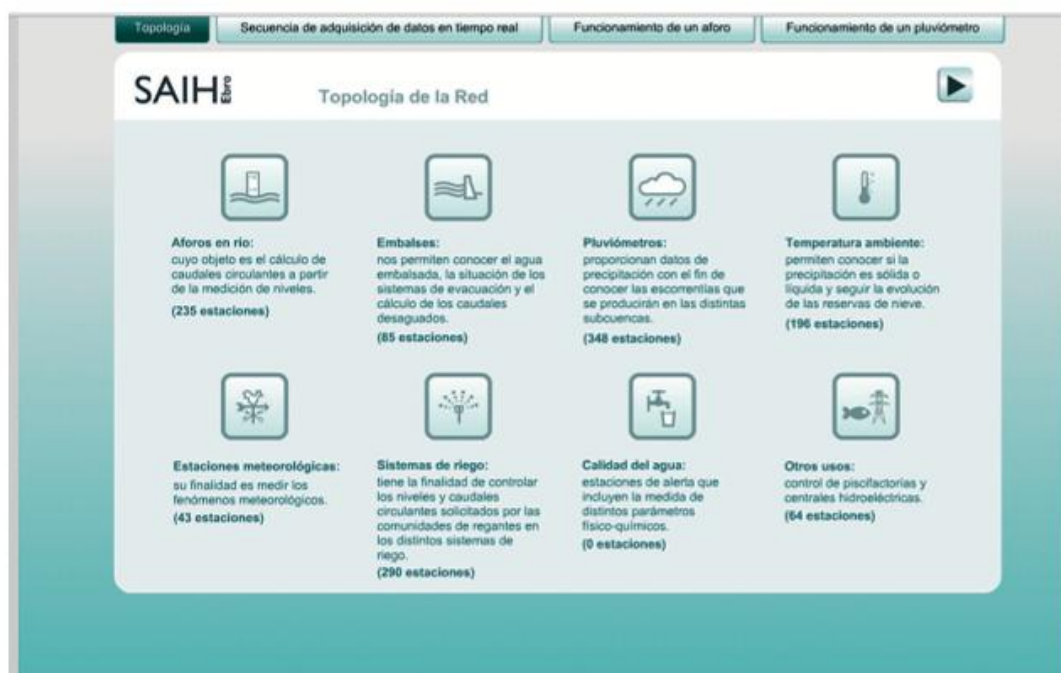 Topología
Secuencia de adquisición de datos en tiempo real
Funcionamiento de un aforo
Funcionamiento de un pluviómetro
SAIH Ebro
Topología de la Red
Aforos en río:
cuyo objeto es el cálculo de
caudales circulantes a partir
de la medición de niveles.
(235 estaciones)
Embalses:
nos permiten conocer el agua
embalsada, la situación de los
sistemas de evacuación y el
cálculo de los caudales
desaguados.
(85 estaciones)
Pluviómetros:
proporcionan datos de
precipitación con el fin de
conocer las escorrentías que
se producirán en las distintas
subcuencas.
(348 estaciones)
Temperatura ambiente:
permiten conocer si la
precipitación es sólida o
líquida y seguir la evolución
de las reservas de nieve.
(196 estaciones)
Estaciones meteorológicas:
su finalidad es medir los
fenómenos meteorológicos.
(43 estaciones)
Sistemas de riego:
tiene la finalidad de controlar
los niveles y caudales
circulantes solicitados por las
comunidades de regantes en
los distintos sistemas de
riego.
(290 estaciones)
Calidad del agua:
estaciones de alerta que
incluyen la medida de
distintos parámetros
físico-químicos.
(0 estaciones)
Otros usos:
control de piscifactorías y
centrales hidroeléctricas.
(64 estaciones)